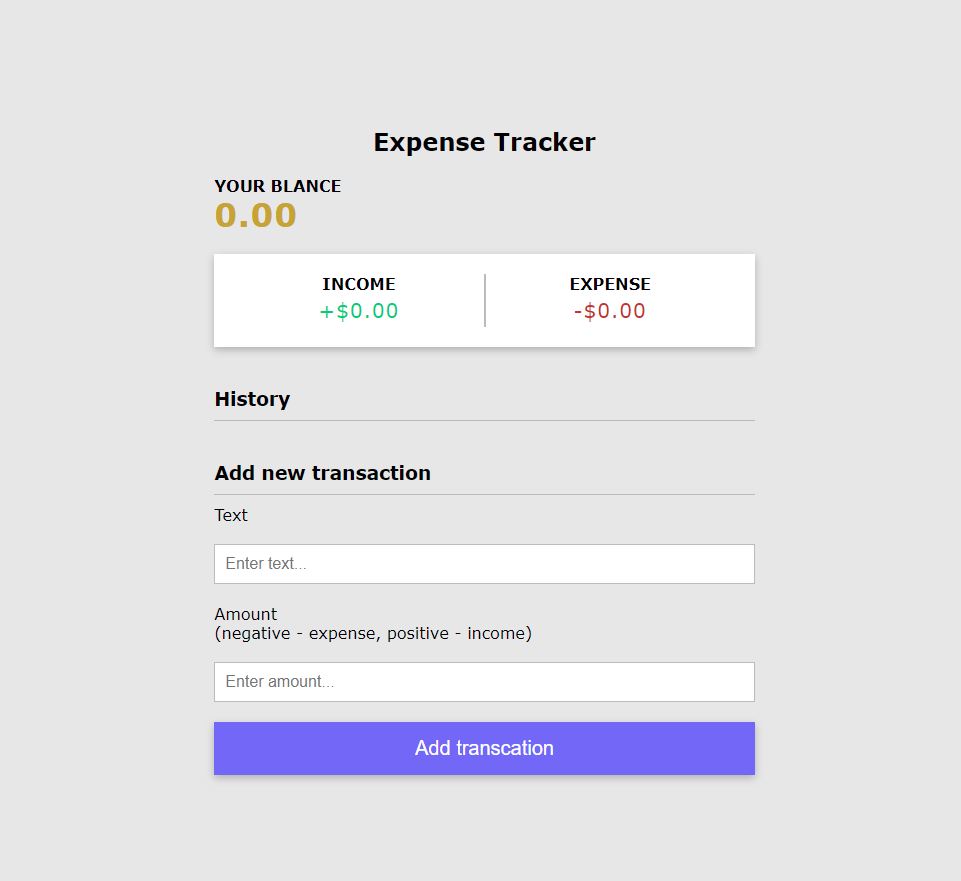 Expense Tracker
YOUR BLANCE
0.00
INCOME
EXPENSE
+$0.00
-$0.00
History
Add new transaction
Text
Enter text...
Amount
(negative - expense, positive - income)
Enter amount...
Add transcation